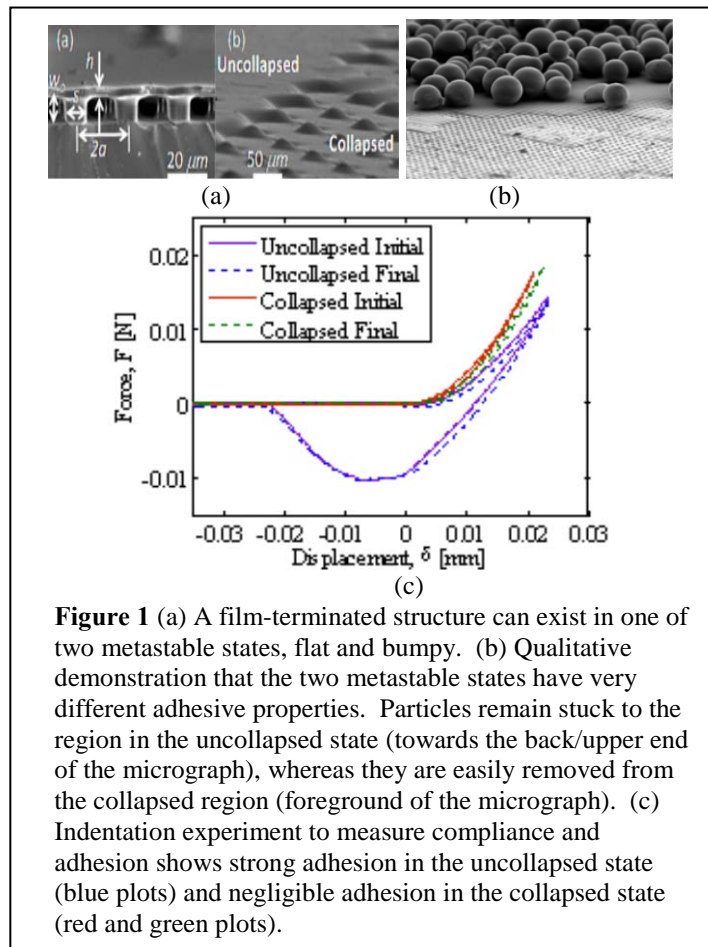 (a)
h
w
s
2a
20 μm
(b)
Uncollapsed
Collapsed
50 μm
(a)
(b)
Force, F [N]
0.02
0.01
0
-0.01
Uncollapsed Initial
Uncollapsed Final
Collapsed Initial
Collapsed Final
-0.03 -0.02 -0.01 0 0.01 0.02 0.03
Displacement, δ [mm]
(c)
Figure 1 (a) A film-terminated structure can exist in one of
two metastable states, flat and bumpy. (b) Qualitative
demonstration that the two metastable states have very
different adhesive properties. Particles remain stuck to the
region in the uncollapsed state (towards the back/upper end
of the micrograph), whereas they are easily removed from
the collapsed region (foreground of the micrograph). (c)
Indentation experiment to measure compliance and
adhesion shows strong adhesion in the uncollapsed state
(blue plots) and negligible adhesion in the collapsed state
(red and green plots).